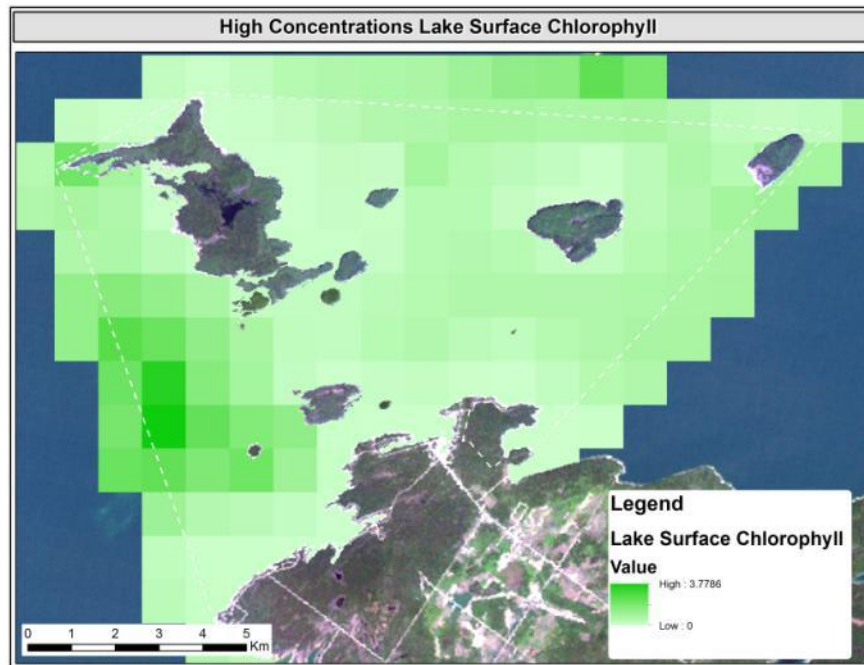 High Concentrations Lake Surface Chlorophyll
Legend
Lake Surface Chlorophyll
Value
High : 3.7786
Low : 0
0 1 2 3 4 5
Km